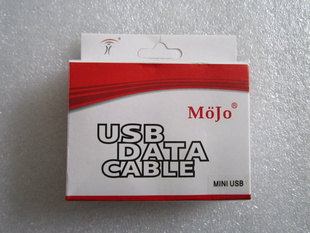 MöJo®
USB
DATA
CABLE
MINI USB